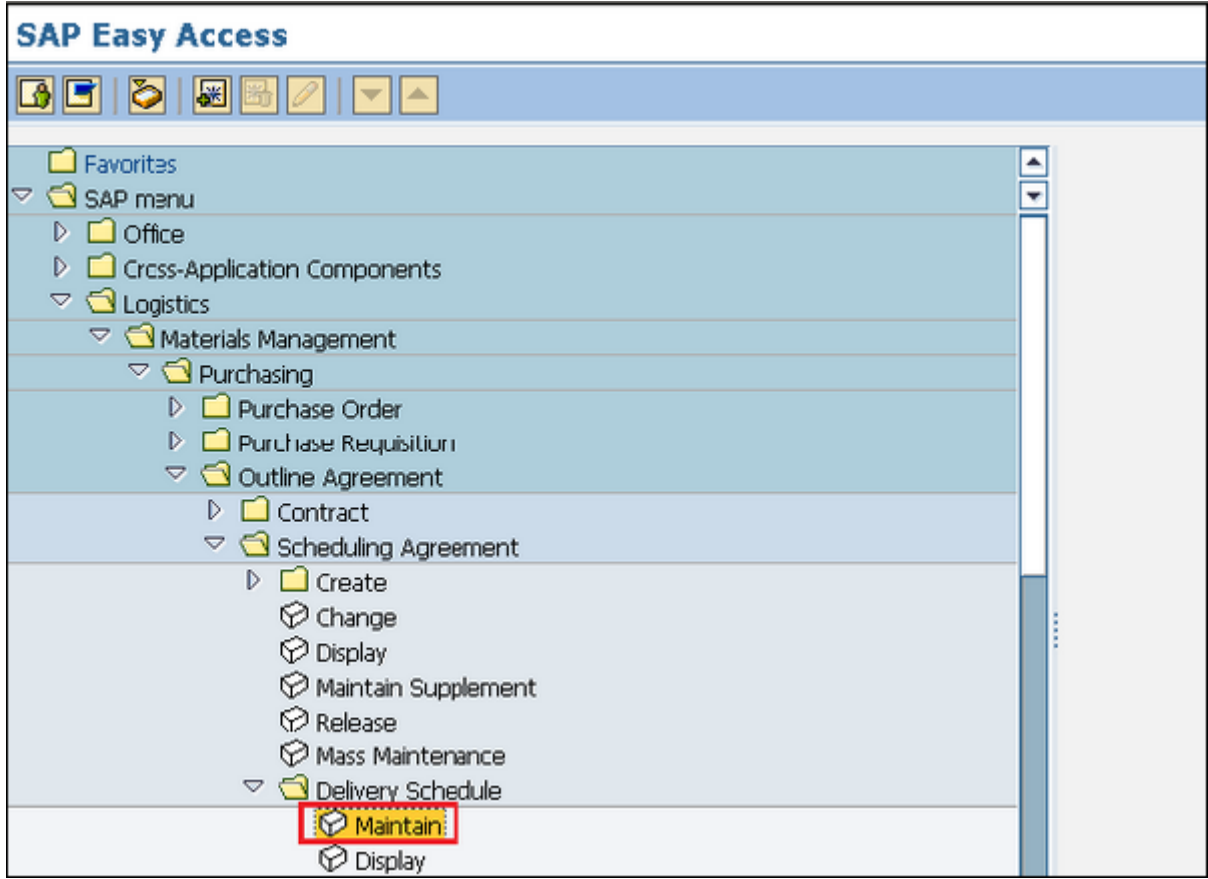 SAP Easy Access
Favorites
SAP menu
Office
Cross-Application Components
Logistics
Materials Management
Purchasing
Purchase Order
Purchase Requisition
Outline Agreement
Contract
Scheduling Agreement
Create
Change
Display
Maintain Supplement
Release
Mass Maintenance
Delivery Schedule
Maintain
Display